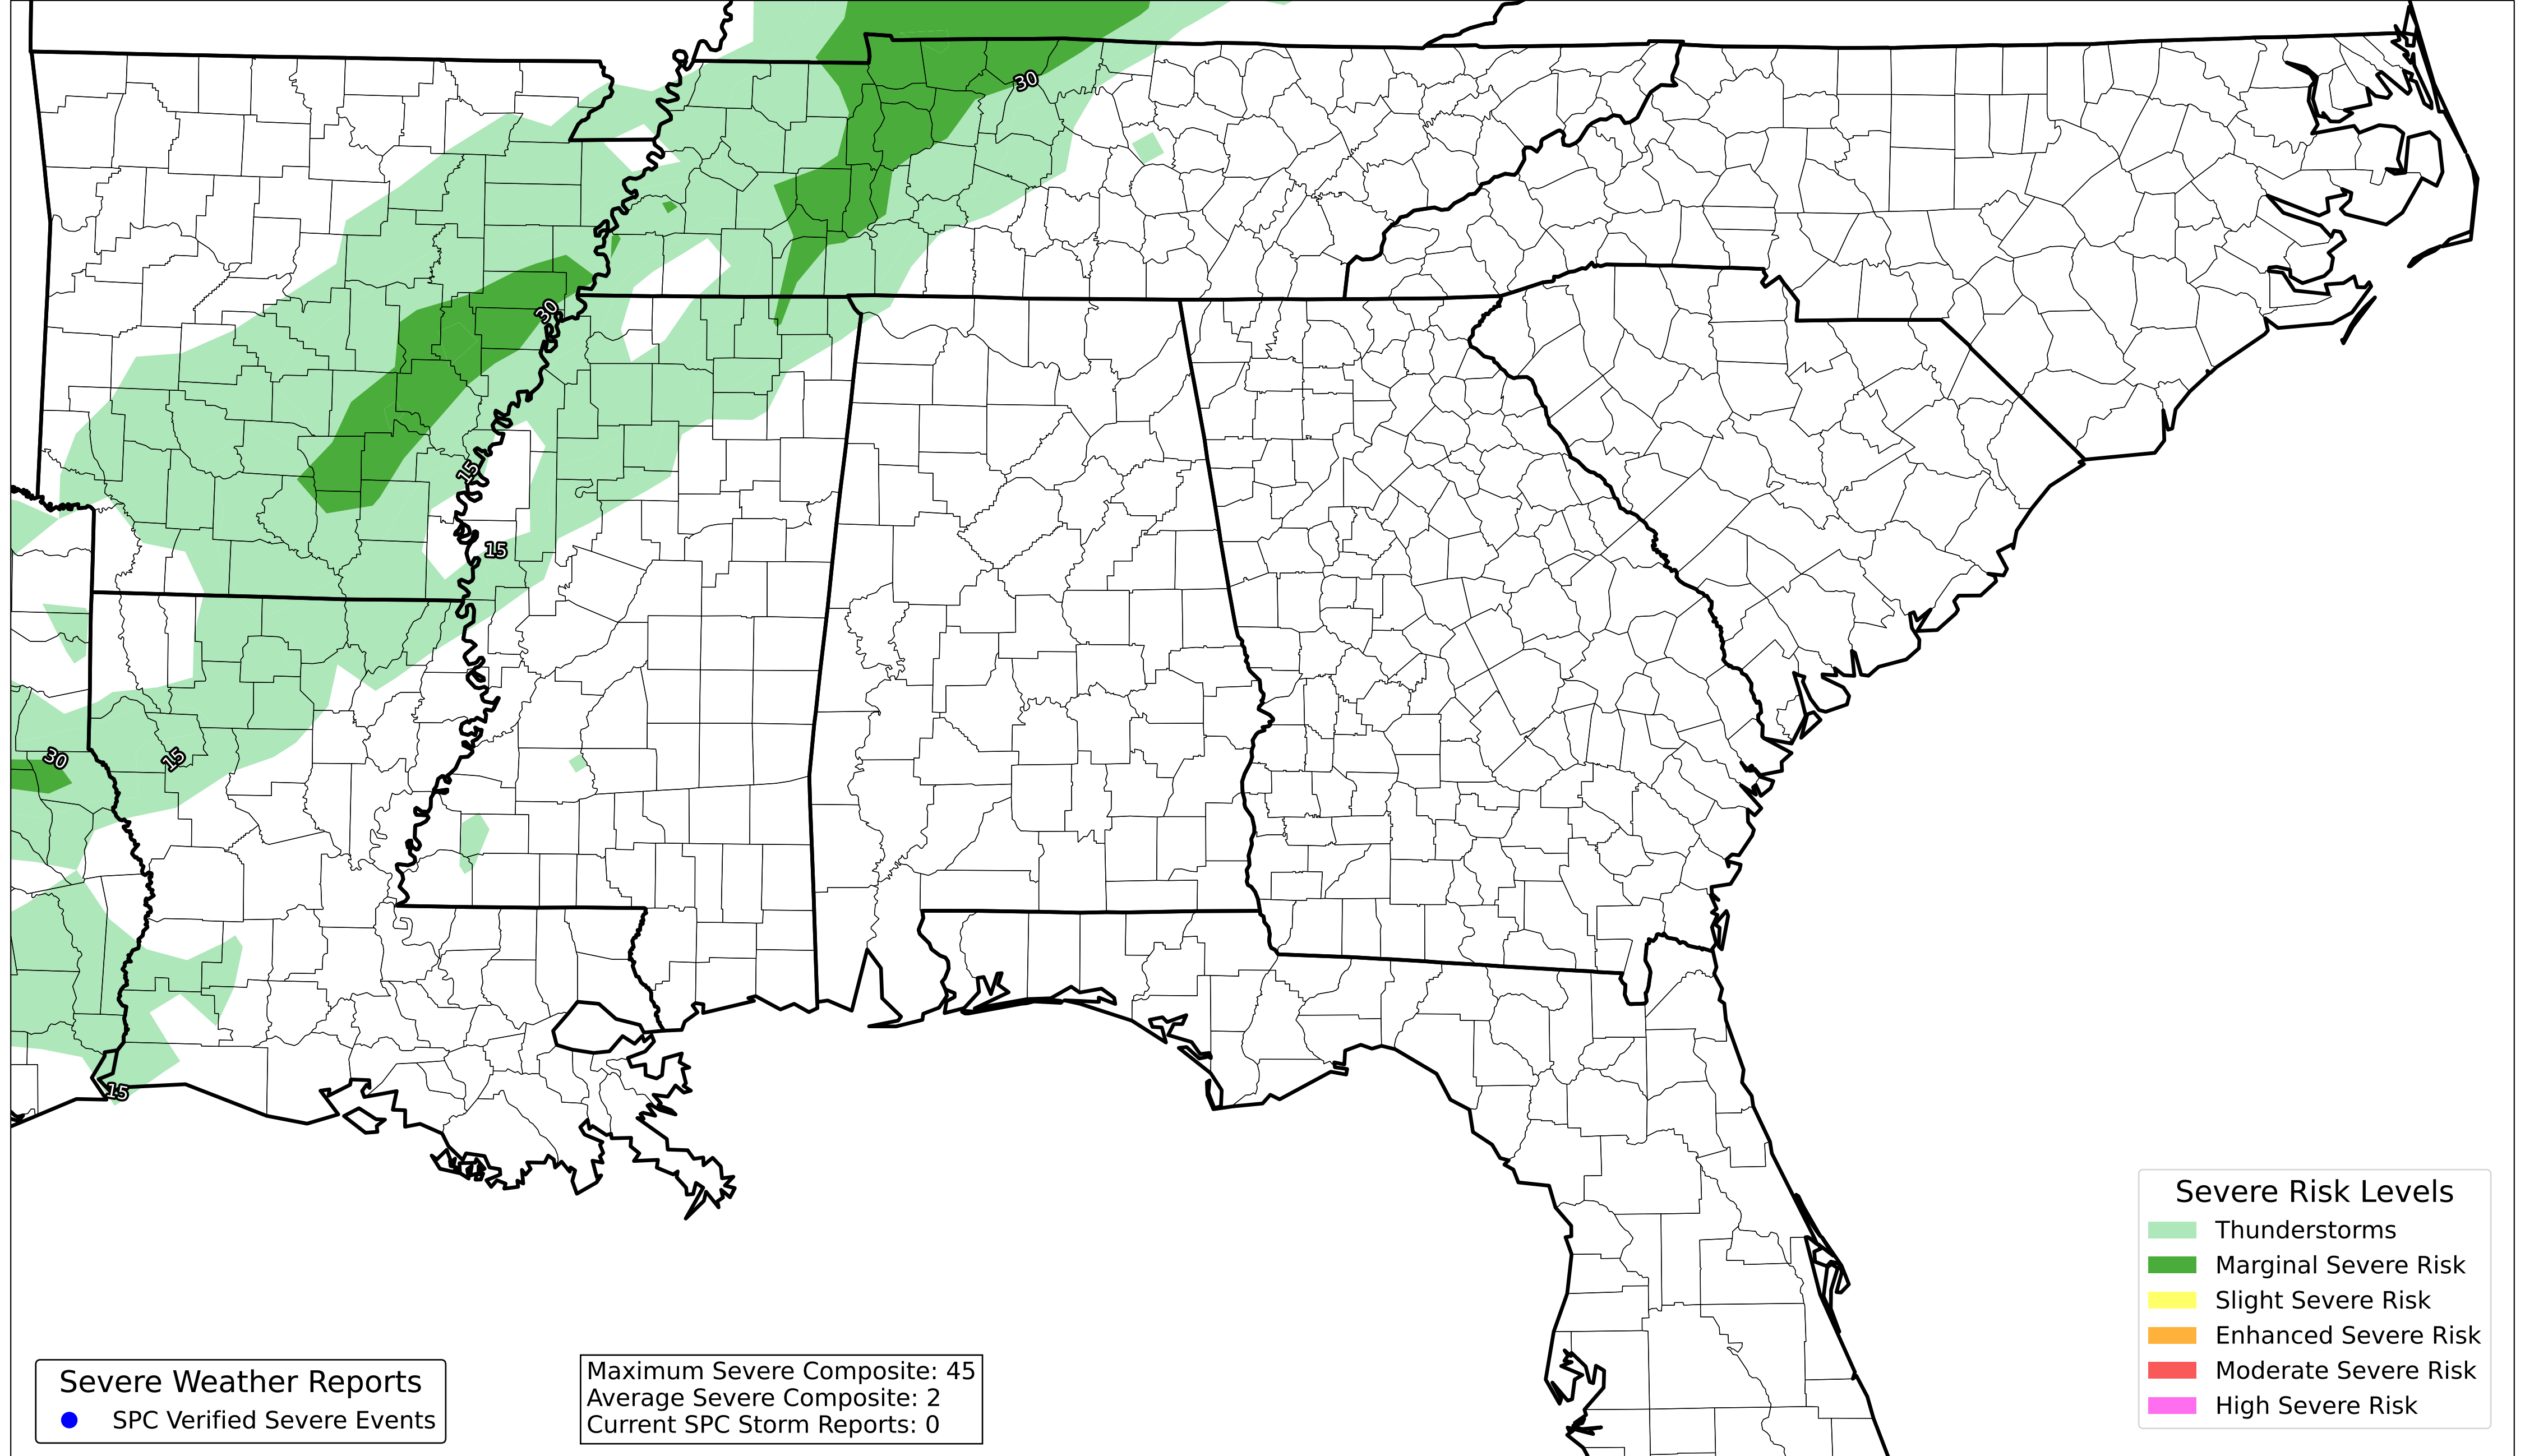 30
30
15
15
30
15
15
Severe Risk Levels
Thunderstorms
Marginal Severe Risk
Slight Severe Risk
Enhanced Severe Risk
Moderate Severe Risk
High Severe Risk
Severe Weather Reports
SPC Verified Severe Events
Maximum Severe Composite: 45
Average Severe Composite: 2
Current SPC Storm Reports: 0